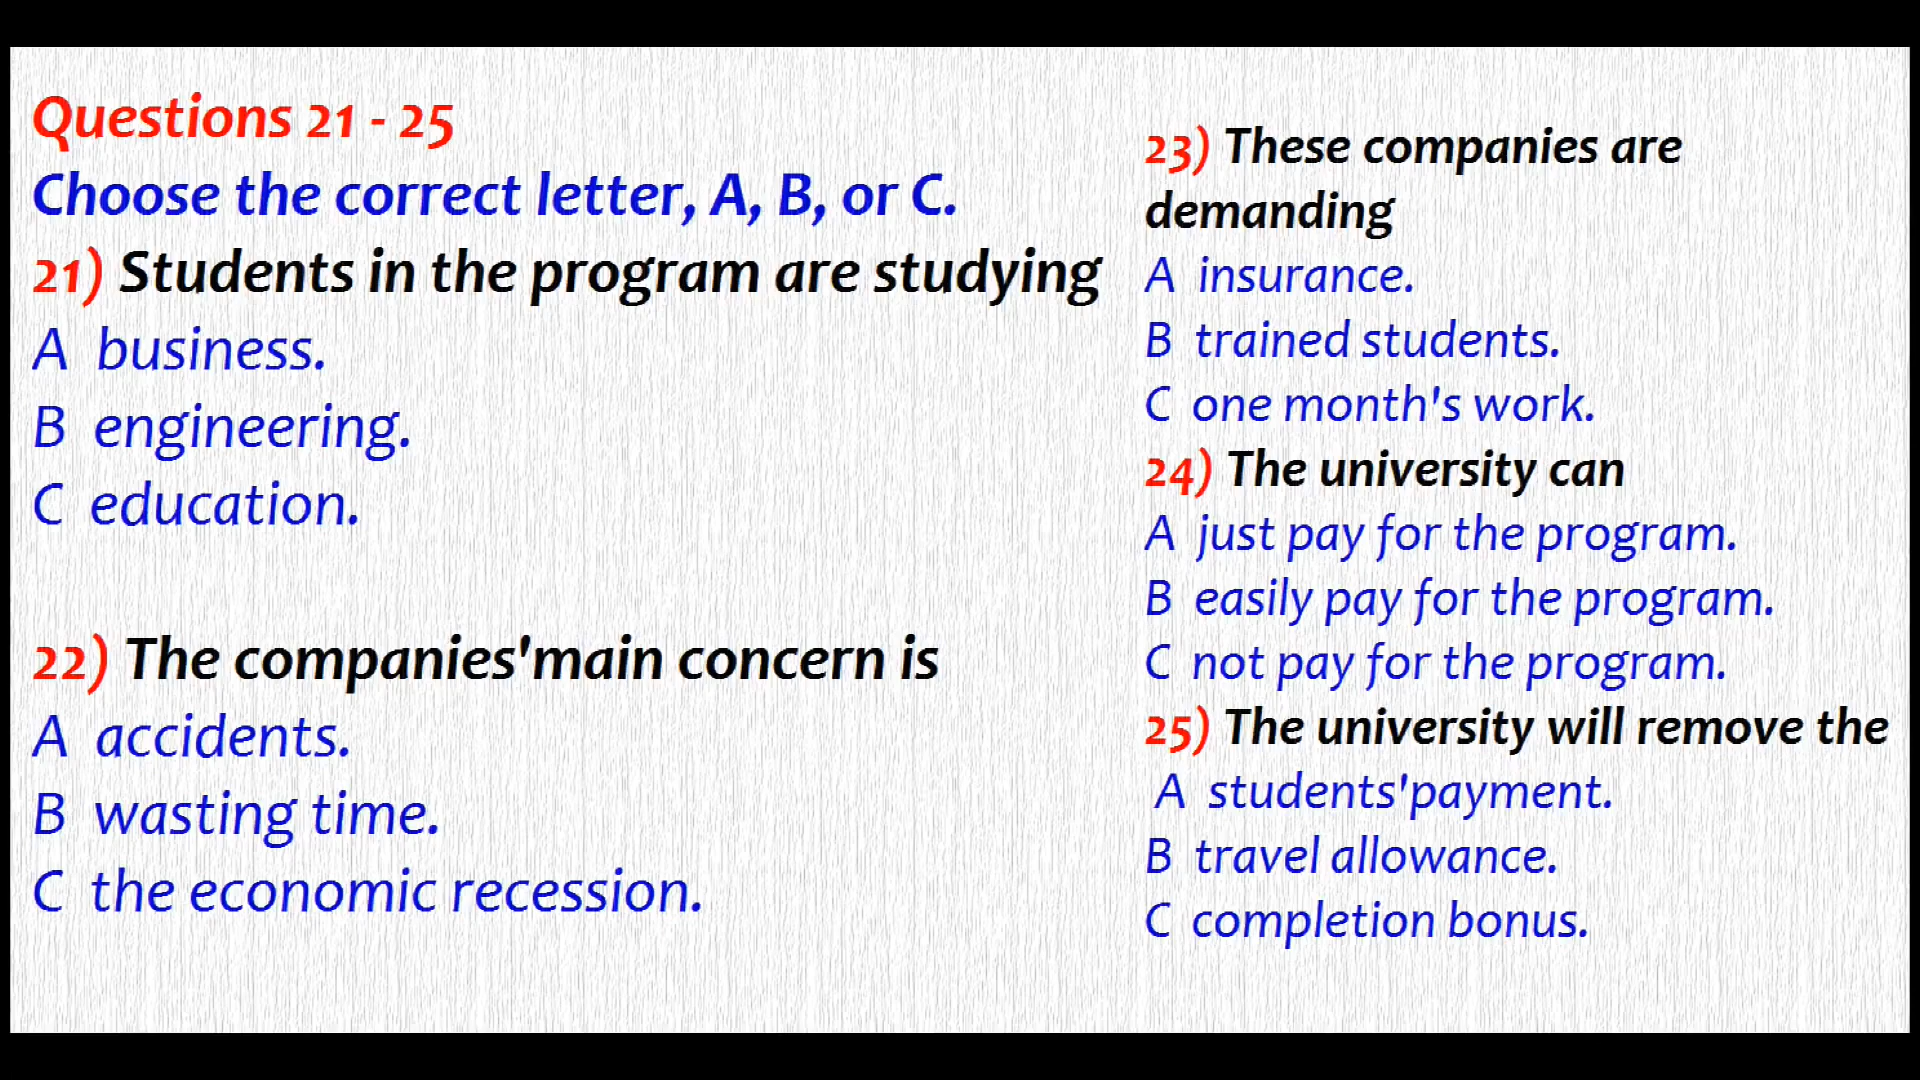 Questions 21 - 25
Choose the correct letter, A, B, or C.
21) Students in the program are studying
A business.
B engineering.
C education.
22) The companies'main concern is
A accidents.
B wasting time.
C the economic recession.
23) These companies are
demanding
A insurance.
B trained students.
C one month's work.
24) The university can
A just pay for the program.
B easily pay for the program.
C not pay for the program.
25) The university will remove the
A students'payment.
B travel allowance.
C completion bonus.